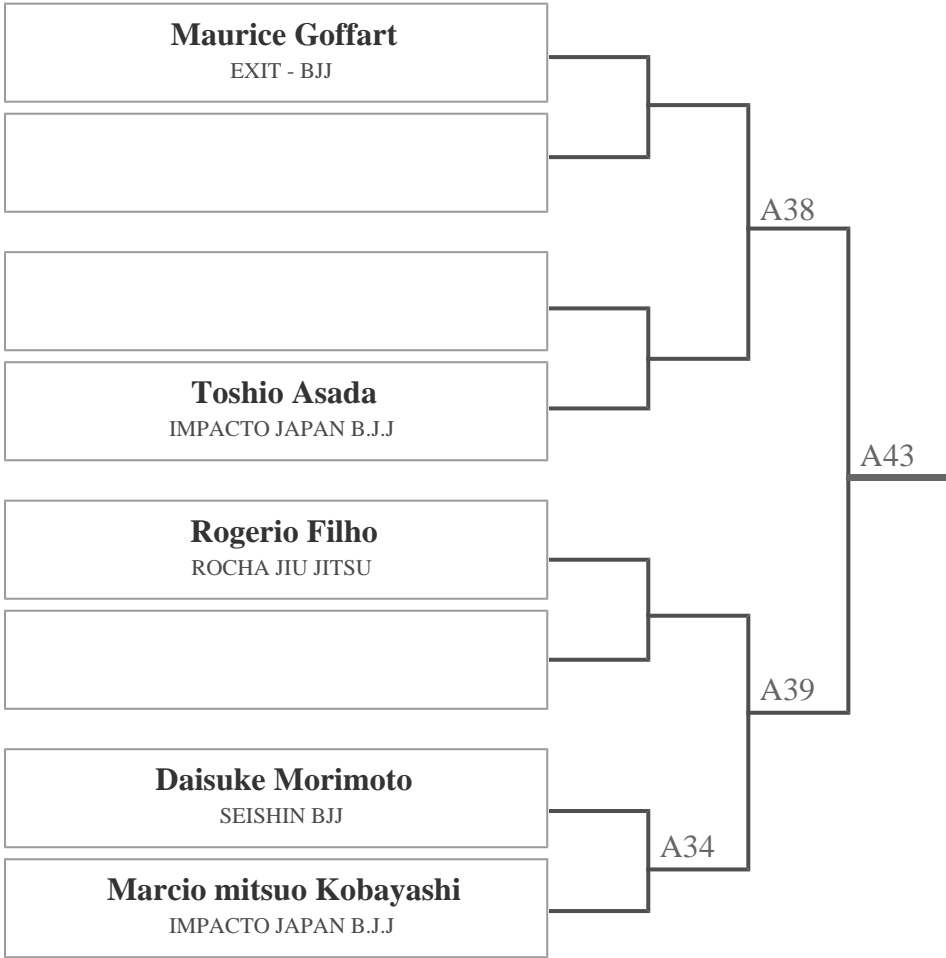 Maurice Goffart
EXIT - BJJ
A38
Toshio Asada
IMPACTO JAPAN B.J.J
A43
Rogerio Filho
ROCHA JIU JITSU
A39
Daisuke Morimoto
SEISHIN BJJ
A34
Marcio mitsuo Kobayashi
IMPACTO JAPAN B.J.J